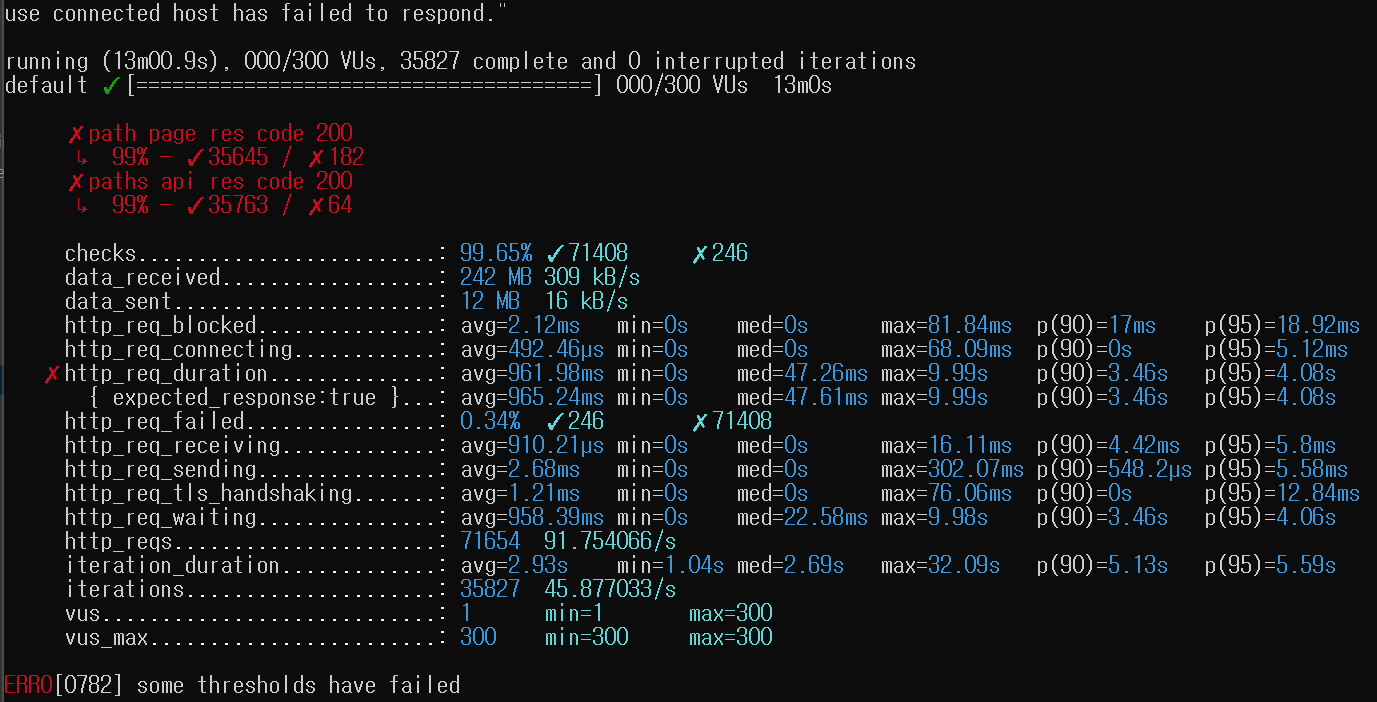 use connected host has failed to respond."
running (13m00.9s), 000/300 VUs, 35827 complete and 0 interrupted iterations
default ✓ [======================================] 000/300 VUs  13m0s
✗ path page res code 200
↳  99% — ✓ 35645 / ✗ 182
✗ paths api res code 200
↳  99% — ✓ 35763 / ✗ 64
checks.........................: 99.65% ✓ 71408     ✗ 246
data_received..................: 242 MB 309 kB/s
data_sent......................: 12 MB  16 kB/s
http_req_blocked...............: avg=2.12ms   min=0s    med=0s      max=81.84ms  p(90)=17ms    p(95)=18.92ms
http_req_connecting............: avg=492.46µs min=0s    med=0s      max=68.09ms  p(90)=0s      p(95)=5.12ms
✗ http_req_duration..............: avg=961.98ms min=0s    med=47.26ms max=9.99s    p(90)=3.46s   p(95)=4.08s
{ expected_response:true }...: avg=965.24ms min=0s    med=47.61ms max=9.99s    p(90)=3.46s   p(95)=4.08s
http_req_failed................: 0.34%  ✓ 246       ✗ 71408
http_req_receiving.............: avg=910.21µs min=0s    med=0s      max=16.11ms  p(90)=4.42ms  p(95)=5.8ms
http_req_sending...............: avg=2.68ms   min=0s    med=0s      max=302.07ms p(90)=548.2µs p(95)=5.58ms
http_req_tls_handshaking.......: avg=1.21ms   min=0s    med=0s      max=76.06ms  p(90)=0s      p(95)=12.84ms
http_req_waiting...............: avg=958.39ms min=0s    med=22.58ms max=9.98s    p(90)=3.46s   p(95)=4.06s
http_reqs......................: 71654  91.754066/s
iteration_duration.............: avg=2.93s    min=1.04s med=2.69s   max=32.09s   p(90)=5.13s   p(95)=5.59s
iterations.....................: 35827  45.877033/s
vus............................: 1      min=1       max=300
vus_max........................: 300    min=300     max=300
ERRO[0782] some thresholds have failed